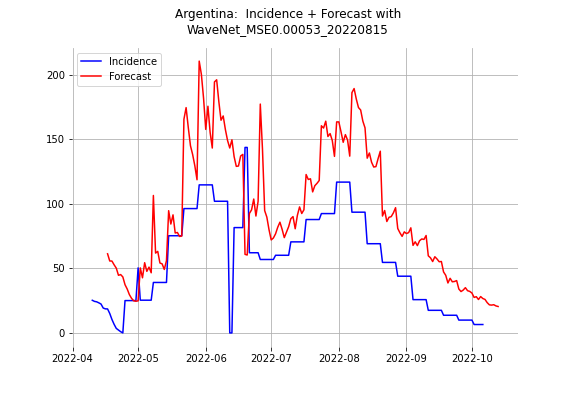 Argentina:  Incidence + Forecast with
WaveNet_MSE0.00053_20220815
Incidence
Forecast
200
150
100
50
0
2022-04 2022-05 2022-06 2022-07 2022-08 2022-09 2022-10